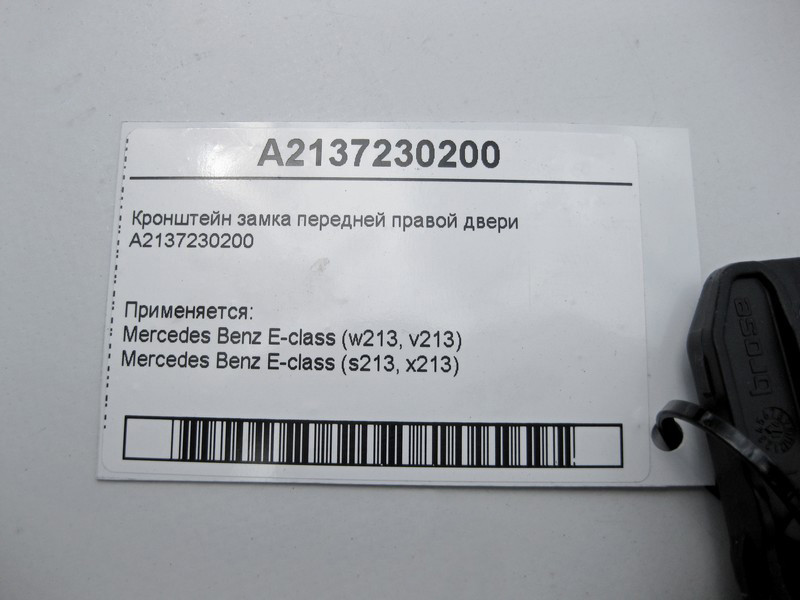 A2137230200
Кронштейн замка передней правой двери
A2137230200
Применяется:
Mercedes Benz E-class (w213, v213)
Mercedes Benz E-class (s213, x213)
brose